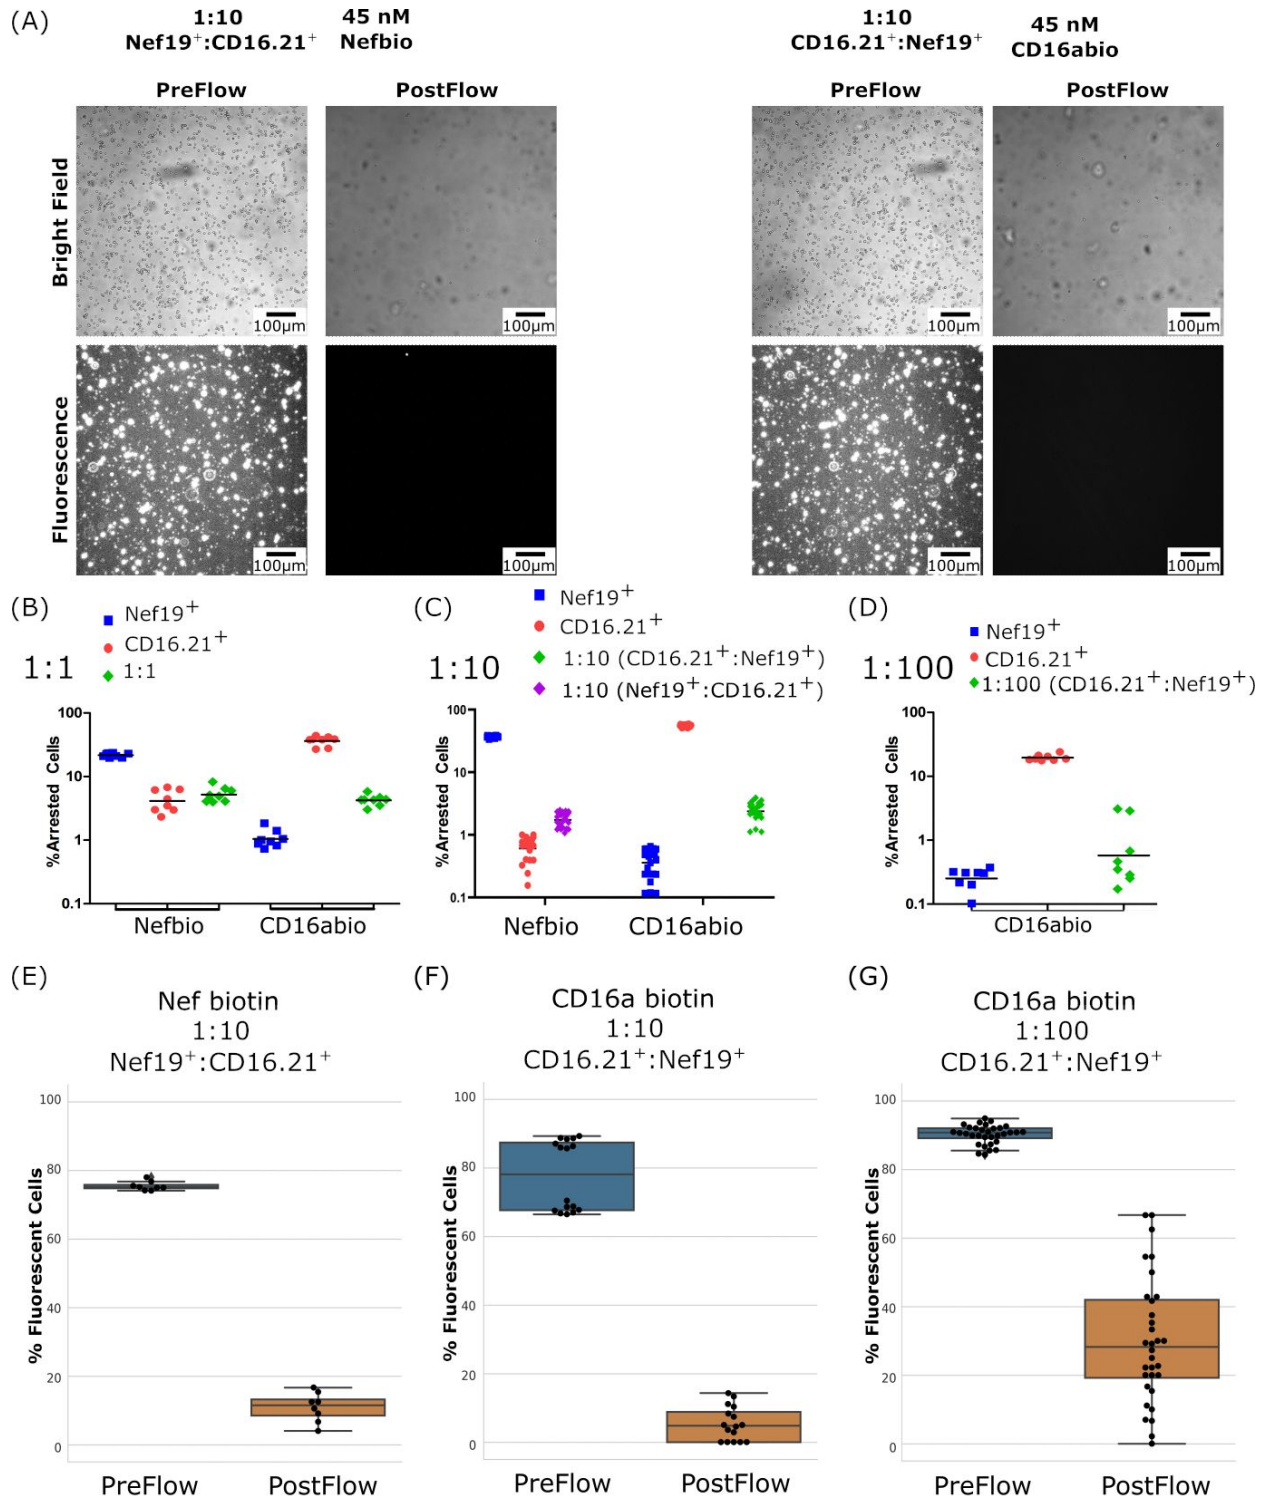 (A)
1:10
Nef19+:CD16.21+
45 nM
Nefbio
1:10
CD16.21+:Nef19+
45 nM
CD16abio
PreFlow
PostFlow
PreFlow
PostFlow
Bright Field
100µm
100µm
100µm
100µm
Fluorescence
100µm
100µm
100µm
100µm
(B)
Nef19+
CD16.21+
1:1
1:1
%Arrested Cells
100
10
1
0.1
Nefbio
CD16abio
(C)
Nef19+
CD16.21+
1:10 (CD16.21+:Nef19+)
1:10 (Nef19+:CD16.21+)
1:10
%Arrested Cells
100
10
1
0.1
Nefbio
CD16abio
(D)
Nef19+
CD16.21+
1:100 (CD16.21+:Nef19+)
1:100
%Arrested Cells
100
10
1
0.1
CD16abio
(E)
Nef biotin
1:10
Nef19+:CD16.21+
% Fluorescent Cells
100
80
60
40
20
0
PreFlow
PostFlow
(F)
CD16a biotin
1:10
CD16.21+:Nef19+
% Fluorescent Cells
100
80
60
40
20
0
PreFlow
PostFlow
(G)
CD16a biotin
1:100
CD16.21+:Nef19+
% Fluorescent Cells
100
80
60
40
20
0
PreFlow
PostFlow